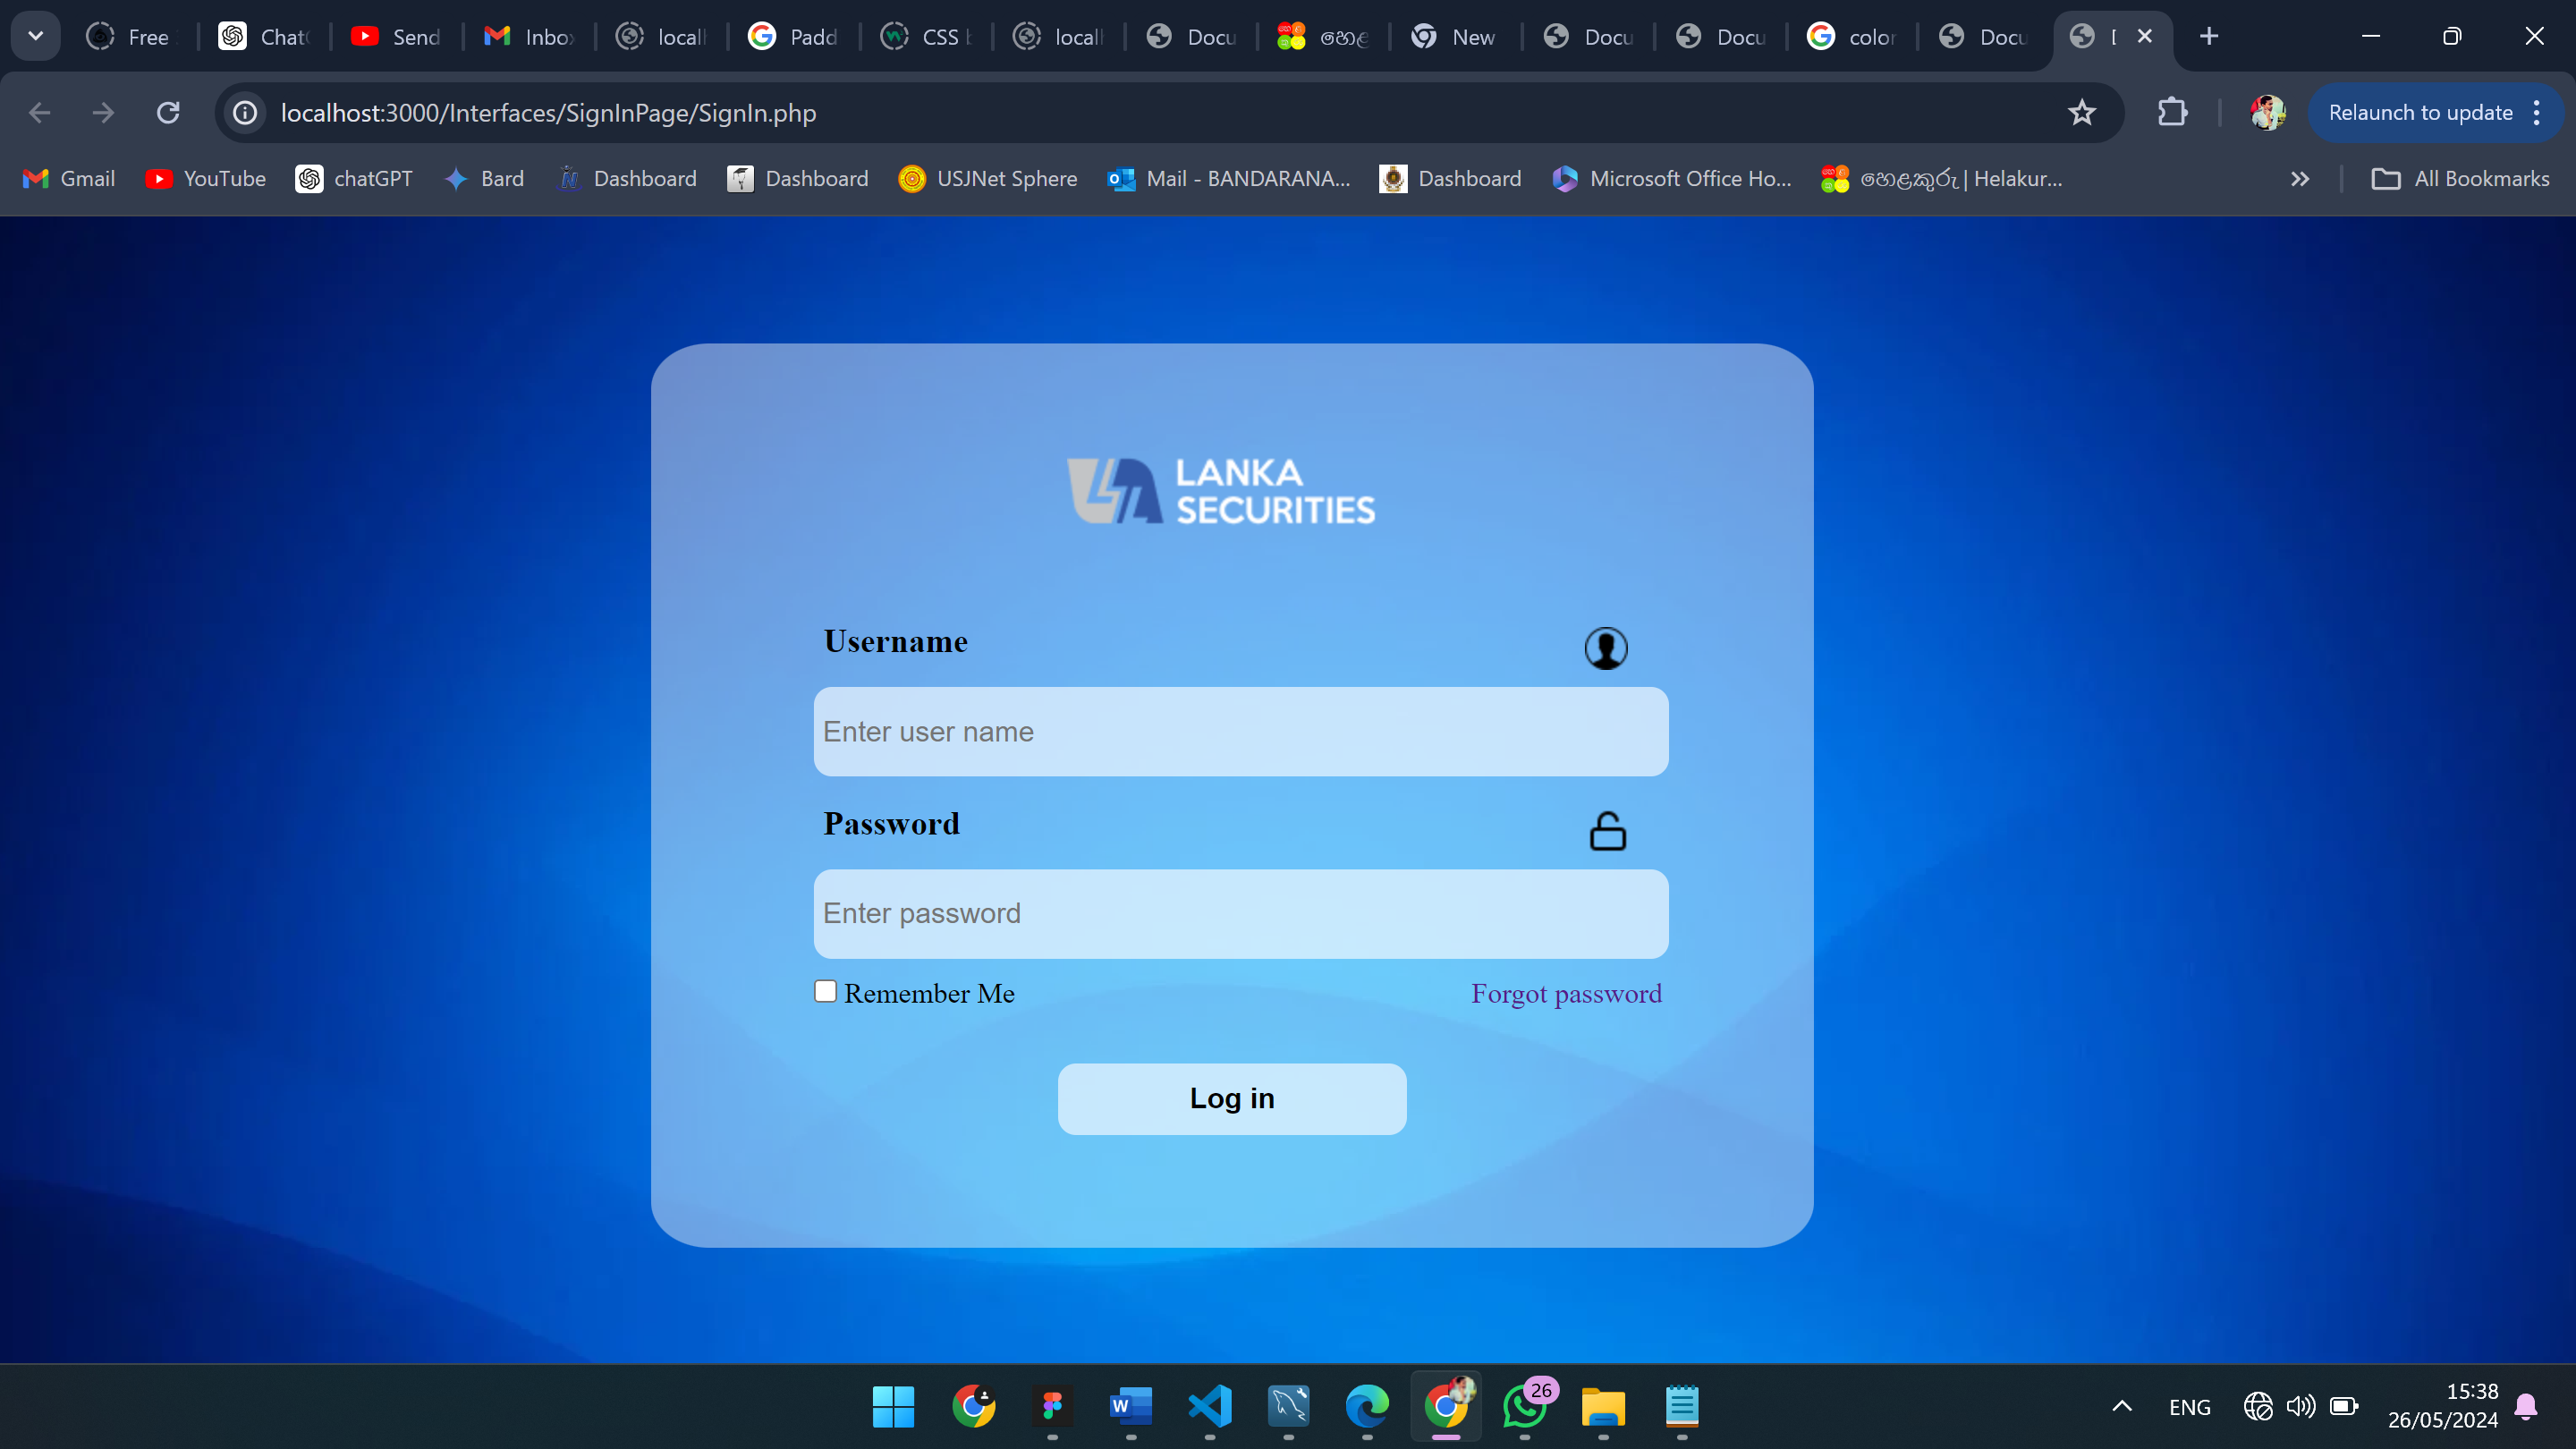 Free
Chat
Send
Inbo
local
Padd
CSS b
local
Docu
හෙළ
New
Docu
Docu
color
Docu
localhost:3000/Interfaces/SignInPage/SignIn.php
Relaunch to update
Gmail
YouTube
chatGPT
Bard
Dashboard
Dashboard
USJNet Sphere
Mail - BANDARANA...
Dashboard
Microsoft Office Ho...
හෙළකුරු | Helakur...
All Bookmarks
LANKA
SECURITIES
Username
Enter user name
Password
Enter password
Remember Me
Forgot password
Log in
26
ENG
15:38
26/05/2024